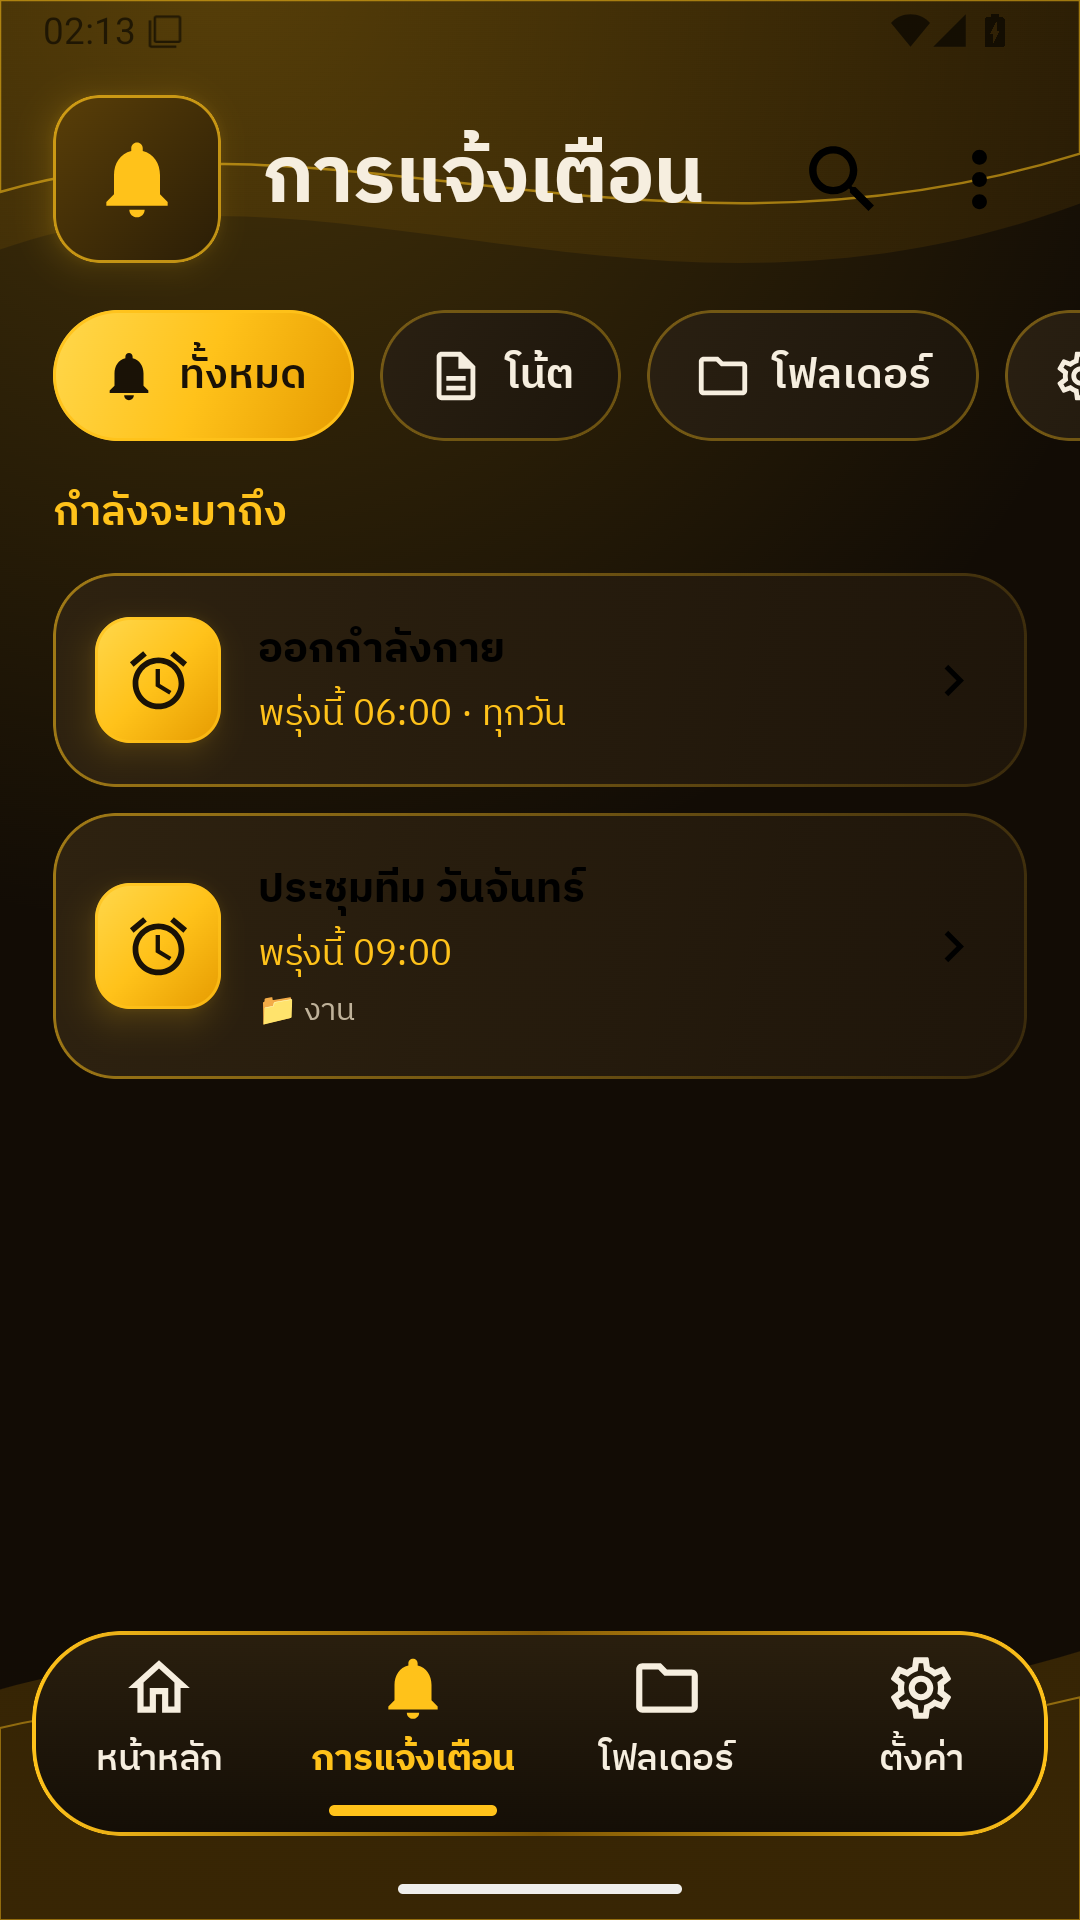 02:13
การแจ้งเตือน
ทั้งหมด
โน้ต
โฟลเดอร์
กำลังจะมาถึง
ออกกำลังกาย
พรุ่งนี้ 06:00 · ทุกวัน
ประชุมทีม วันจันทร์
พรุ่งนี้ 09:00
📁 งาน
หน้าหลัก
การแจ้งเตือน
โฟลเดอร์
ตั้งค่า